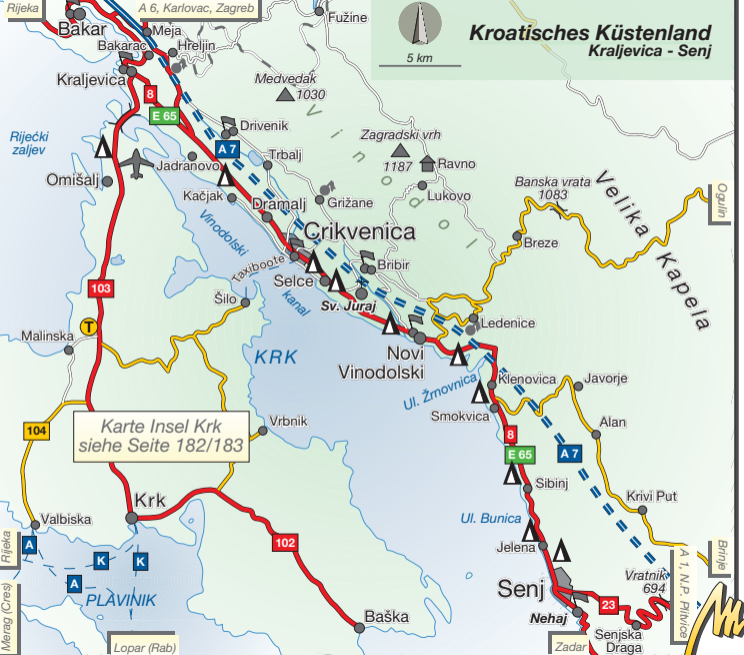 Rijeka
A 6, Karlovac, Zagreb
Bakar
Meja
Fužine
Bakarac
Hreljin
Kraljevica
5 km
Kroatisches Küstenland
Kraljevica - Senj
8
E 65
Medvedak
1030
Riječki
zaljev
Drivenik
A 7
Vinodol
Zagradski vrh
1187
Ravno
Jadranovo
Trbalj
Omišalj
Kačjak
Dramalj
Grižane
Lukovo
Banska vrata
1083
Velika Kapela
Ogulin
Vinodolski
kanal
Crikvenica
Breze
Taxiboote
Bribir
Selce
103
Šilo
Sv. Juraj
T
Malinska
Ledenice
KRK
Novi
Vinodolski
Ul. Žrnovnica
Klenovica
Javorje
Smokvica
Karte Insel Krk
siehe Seite 182/183
Vrbnik
Alan
104
8
E 65
A 7
Sibinj
Krk
Krivi Put
Valbiska
Ul. Bunica
102
Rijeka
A
K
K
Jelena
A
Brinje
A 1, N.P. Plitvice
Vratnik
694
PLAVINIK
Senj
Merag (Cres)
Nehaj
23
Baška
Senjska
Draga
Lopar (Rab)
Zadar